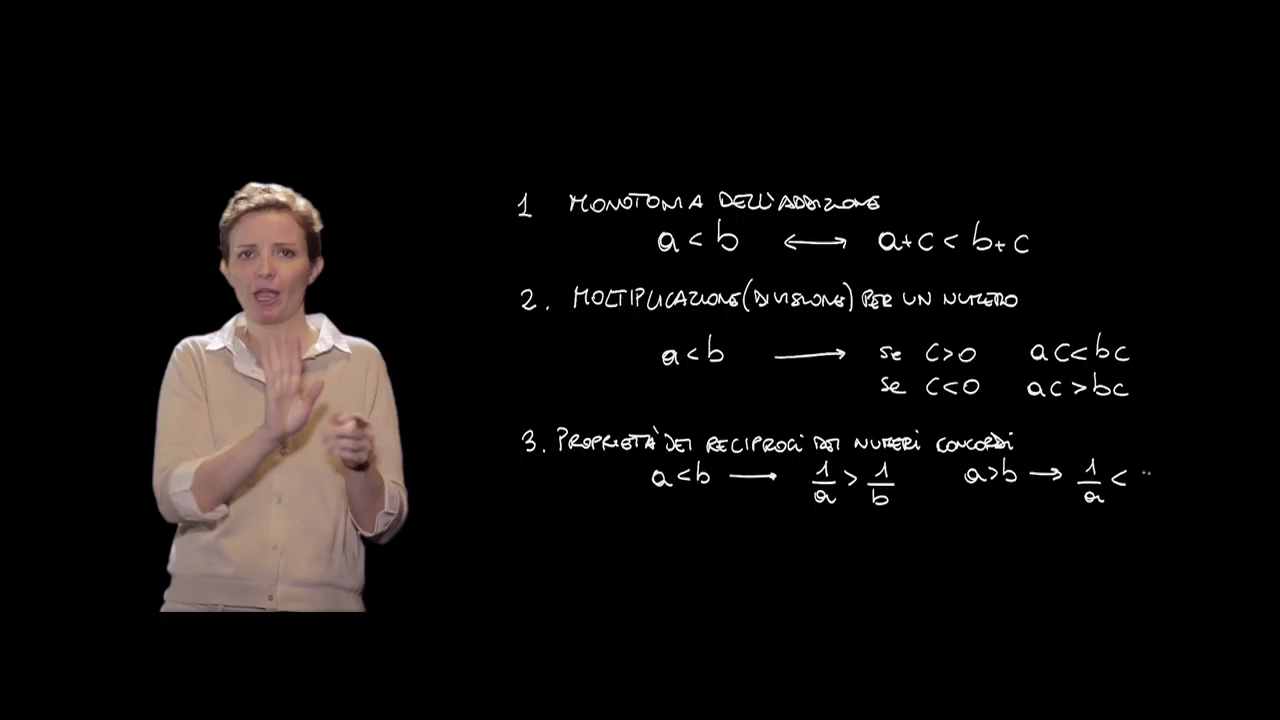 1 MONOTONIA DELL'ADDIZIONE
a < b ⟷ a+c < b+c
2. MOLTIPLICAZIONE (DIVISIONE) PER UN NUMERO
a < b ⟶ se c>0 ac<bc
se c<0 ac>bc
3. PROPRIETÀ DEI RECIPROCI DEI NUMERI CONCORDI
a<b ⟶ 1/a > 1/b a>b → 1/a <